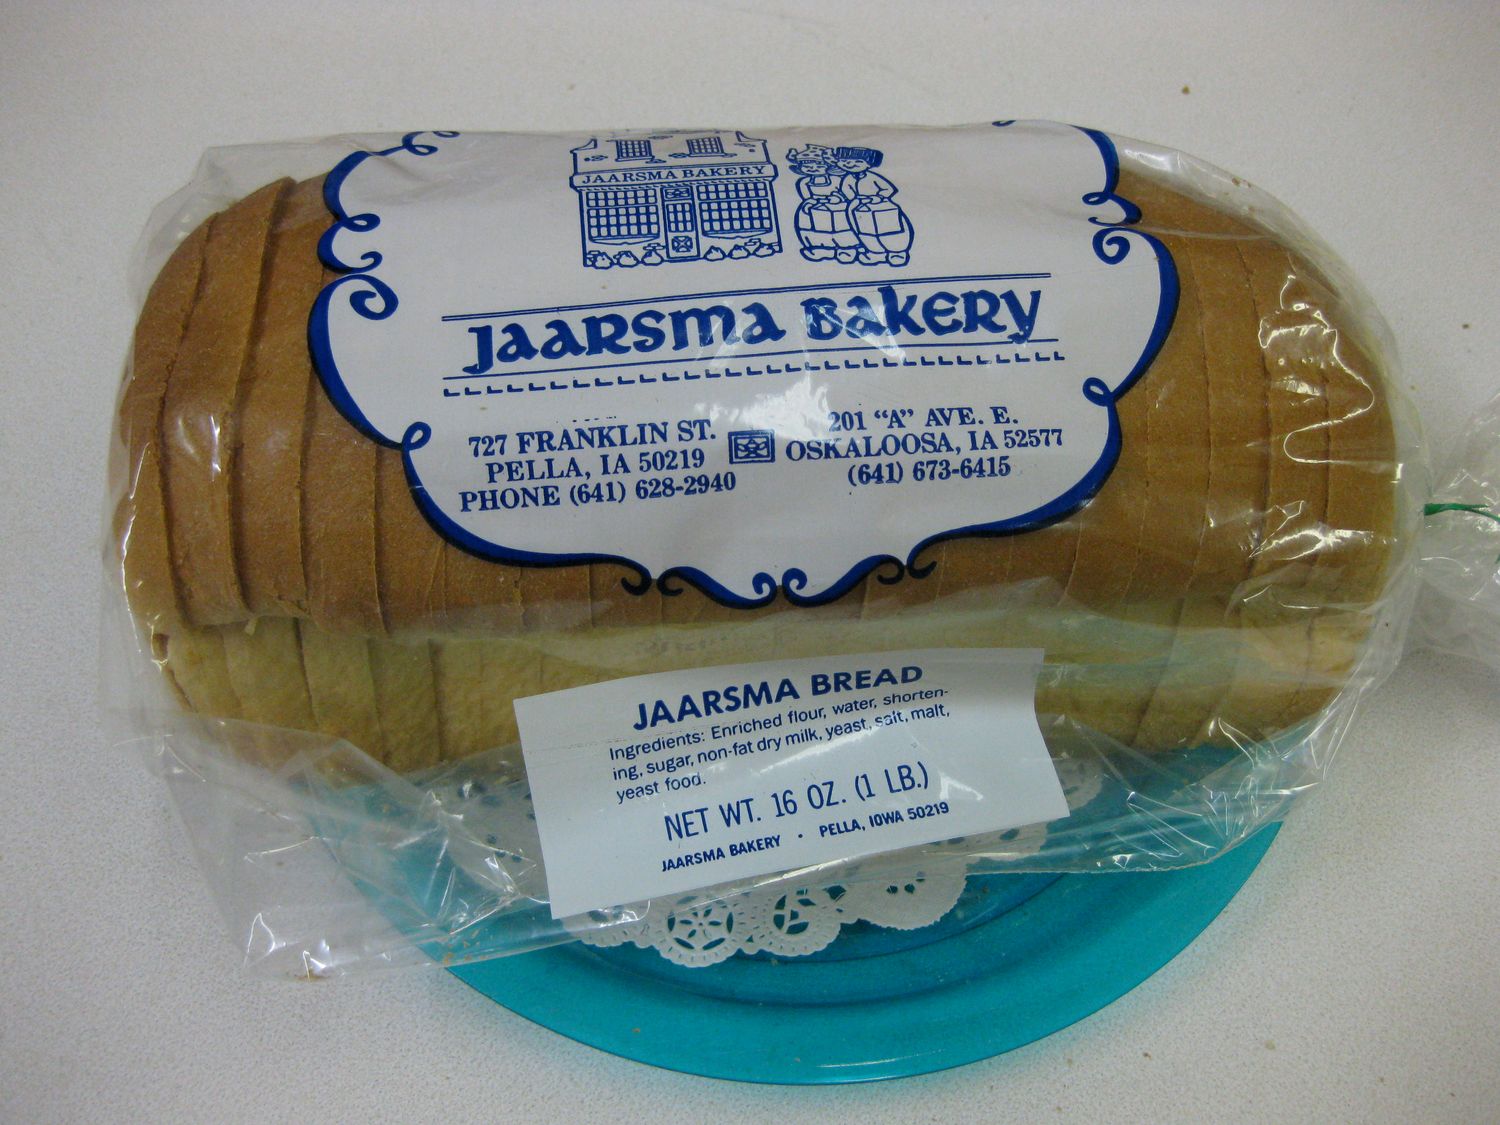 JAARSMA BAKERY
JAARSMA BAKERY
727 FRANKLIN ST.
PELLA, IA 50219
PHONE (641) 628-2940
201 “A” AVE. E.
OSKALOOSA, IA 52577
(641) 673-6415
JAARSMA BREAD
Ingredients: Enriched flour, water, shorten-
ing, sugar, non-fat dry milk, yeast, salt, malt,
yeast food.
NET WT. 16 OZ. (1 LB.)
JAARSMA BAKERY · PELLA, IOWA 50219